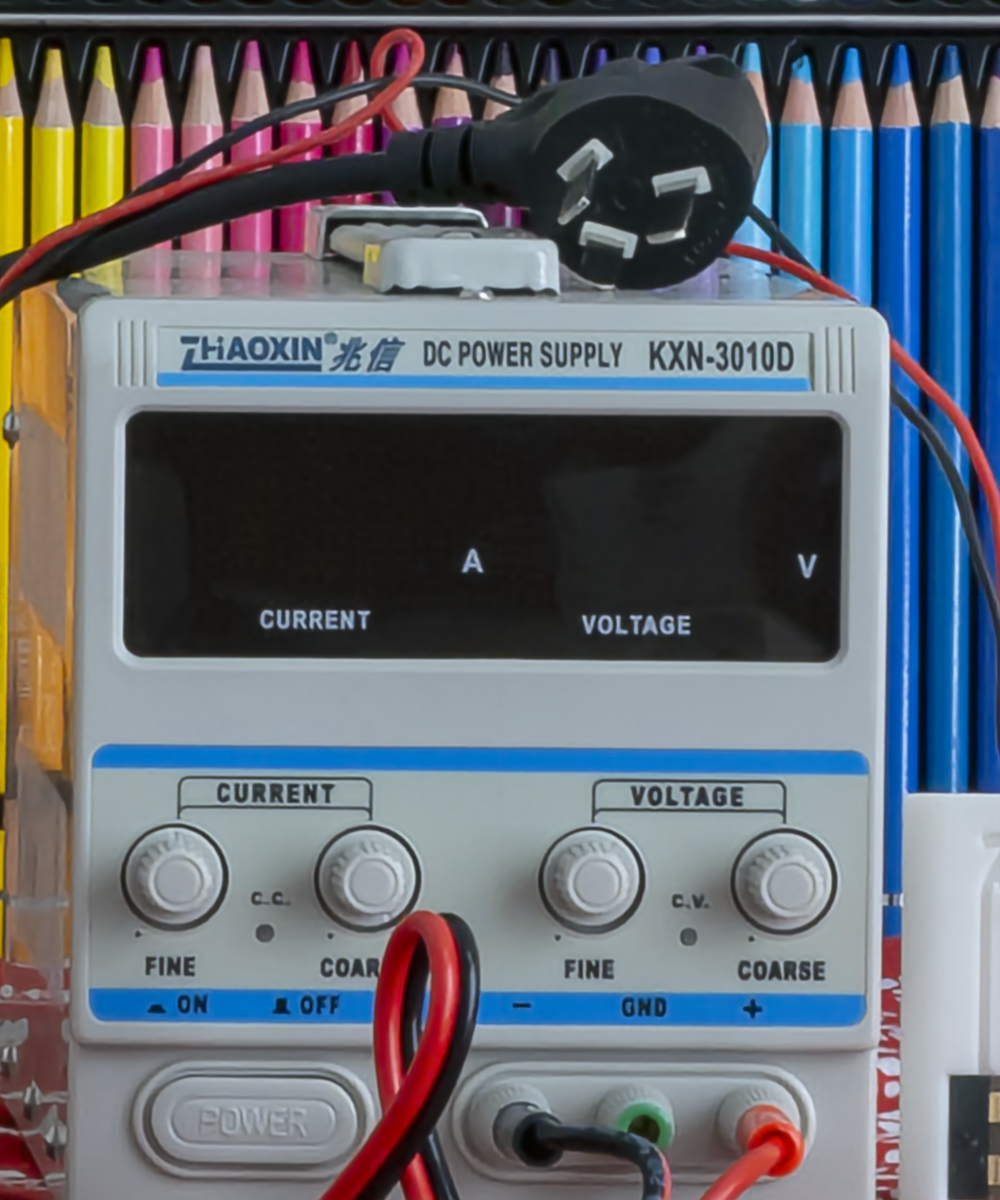 ZHAOXIN® 兆信 DC POWER SUPPLY KXN-3010D
A V
CURRENT VOLTAGE
CURRENT VOLTAGE
C.C. C.V.
FINE COAR FINE COARSE
ON OFF − GND +
POWER